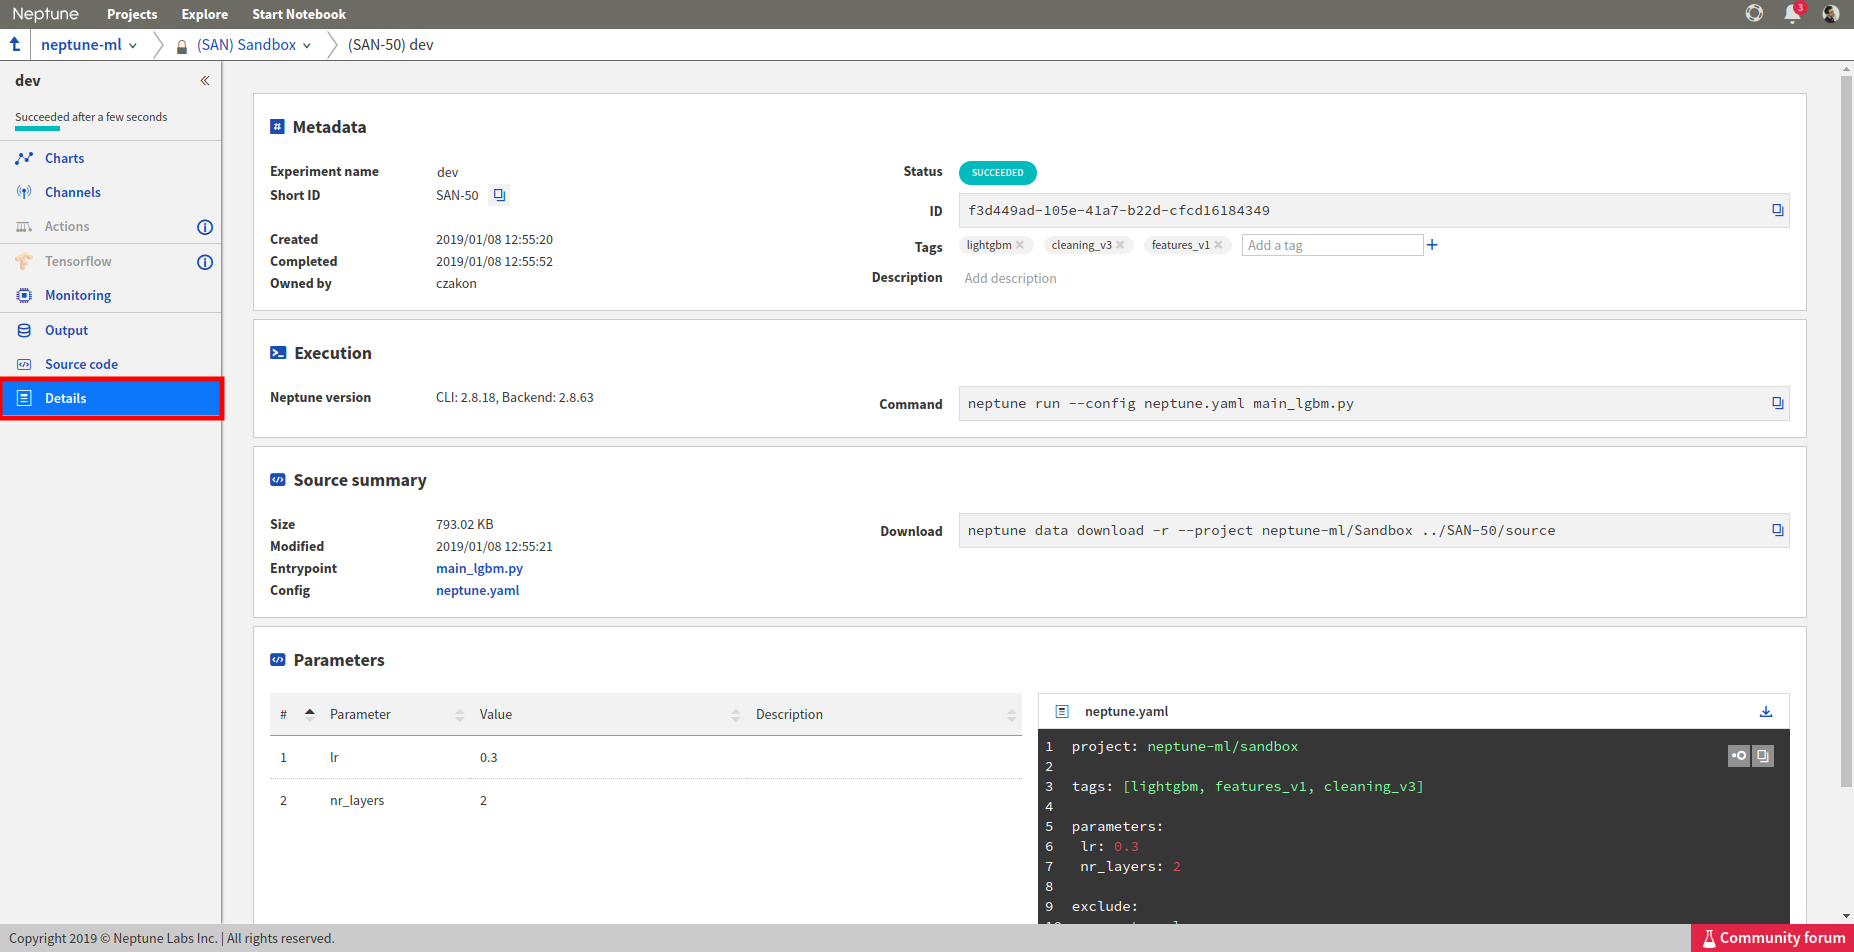 Neptune Projects Explore Start Notebook 3
neptune-ml (SAN) Sandbox (SAN-50) dev
dev
Succeeded after a few seconds
Charts
Channels
Actions
Tensorflow
Monitoring
Output
Source code
Details
Metadata
Experiment name dev
Short ID SAN-50
Created 2019/01/08 12:55:20
Completed 2019/01/08 12:55:52
Owned by czakon
Status SUCCEEDED
ID f3d449ad-105e-41a7-b22d-cfcd16184349
Tags lightgbm cleaning_v3 features_v1 Add a tag
Description Add description
Execution
Neptune version CLI: 2.8.18, Backend: 2.8.63
Command neptune run --config neptune.yaml main_lgbm.py
Source summary
Size 793.02 KB
Modified 2019/01/08 12:55:21
Entrypoint main_lgbm.py
Config neptune.yaml
Download neptune data download -r --project neptune-ml/Sandbox ../SAN-50/source
Parameters
# Parameter Value Description
1 lr 0.3
2 nr_layers 2
neptune.yaml
1 project: neptune-ml/sandbox
2
3 tags: [lightgbm, features_v1, cleaning_v3]
4
5 parameters:
6 lr: 0.3
7 nr_layers: 2
8
9 exclude:
Copyright 2019 © Neptune Labs Inc. | All rights reserved.
Community forum